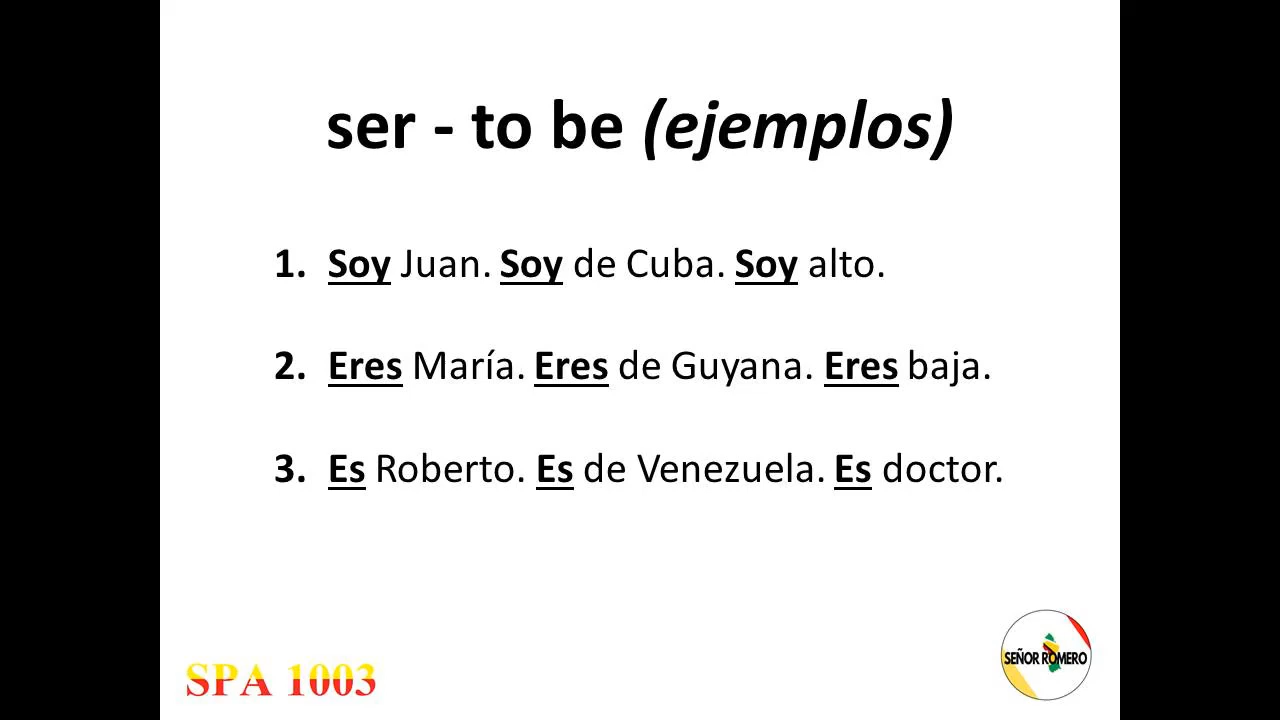 ser - to be (ejemplos)
1. Soy Juan. Soy de Cuba. Soy alto.
2. Eres María. Eres de Guyana. Eres baja.
3. Es Roberto. Es de Venezuela. Es doctor.
SEÑOR ROMERO
SPA 1003